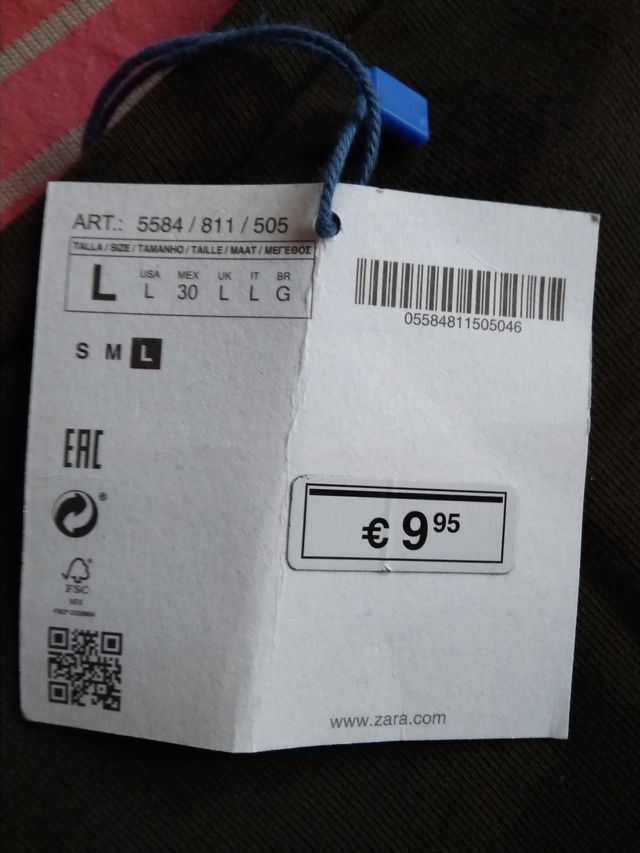 ART.: 5584 / 811 / 505
TALLA / SIZE / TAMANHO / TAILLE / MAAT / ΜΕΓΕΘΟΣ
USA MEX UK IT BR
L L 30 L L G
05584811505046
S M L
EAC
®
€ 9 95
FSC
MIX
www.zara.com